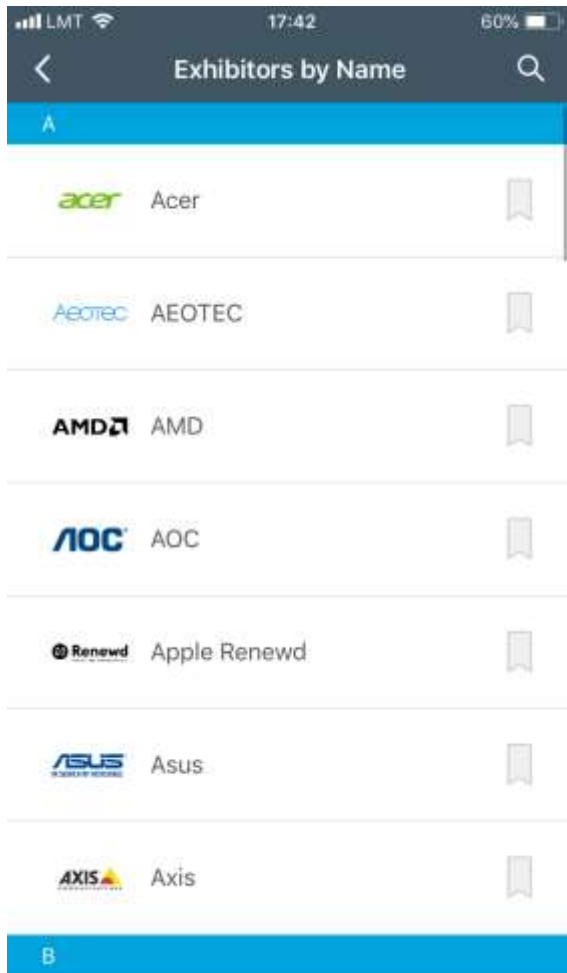 LMT 17:42 60%
Exhibitors by Name
A
acer Acer
AEOTEC AEOTEC
AMD AMD
AOC AOC
Renewd Apple Renewd
ASUS Asus
AXIS Axis
B